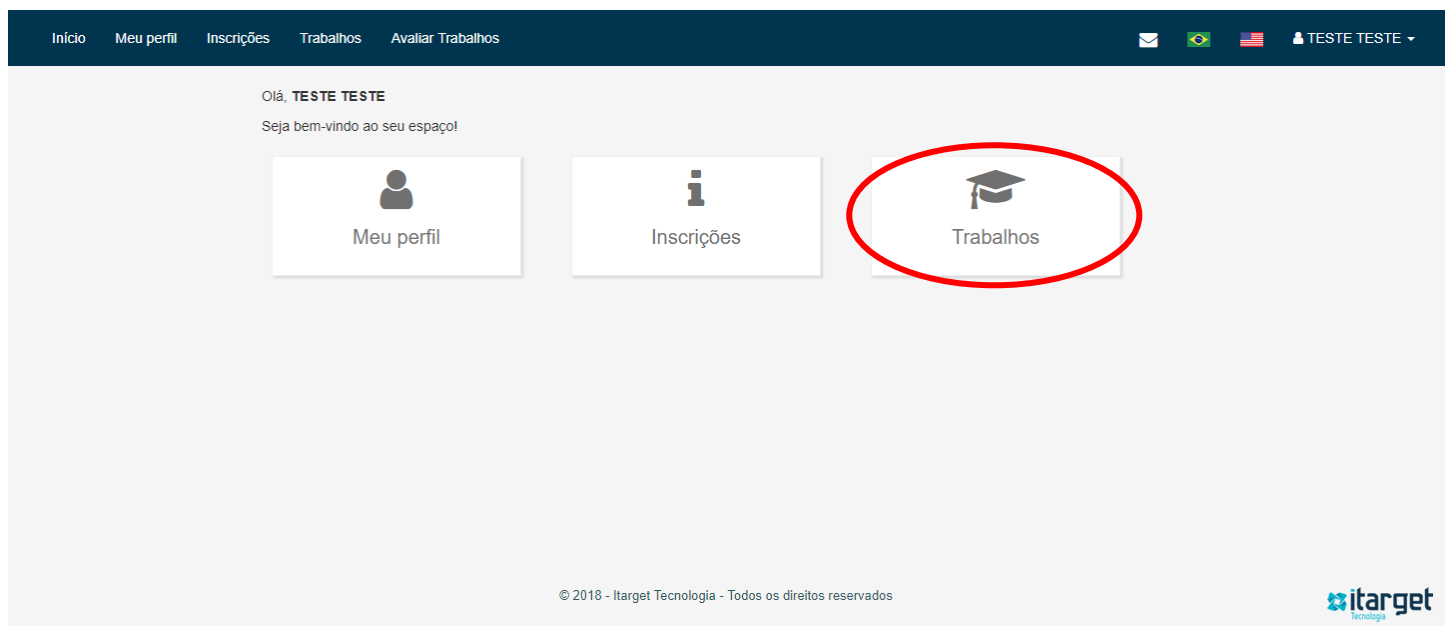 Início Meu perfil Inscrições Trabalhos Avaliar Trabalhos TESTE TESTE
Olá, TESTE TESTE
Seja bem-vindo ao seu espaço!
Meu perfil Inscrições Trabalhos
© 2018 - Itarget Tecnologia - Todos os direitos reservados
itarget
Tecnologia